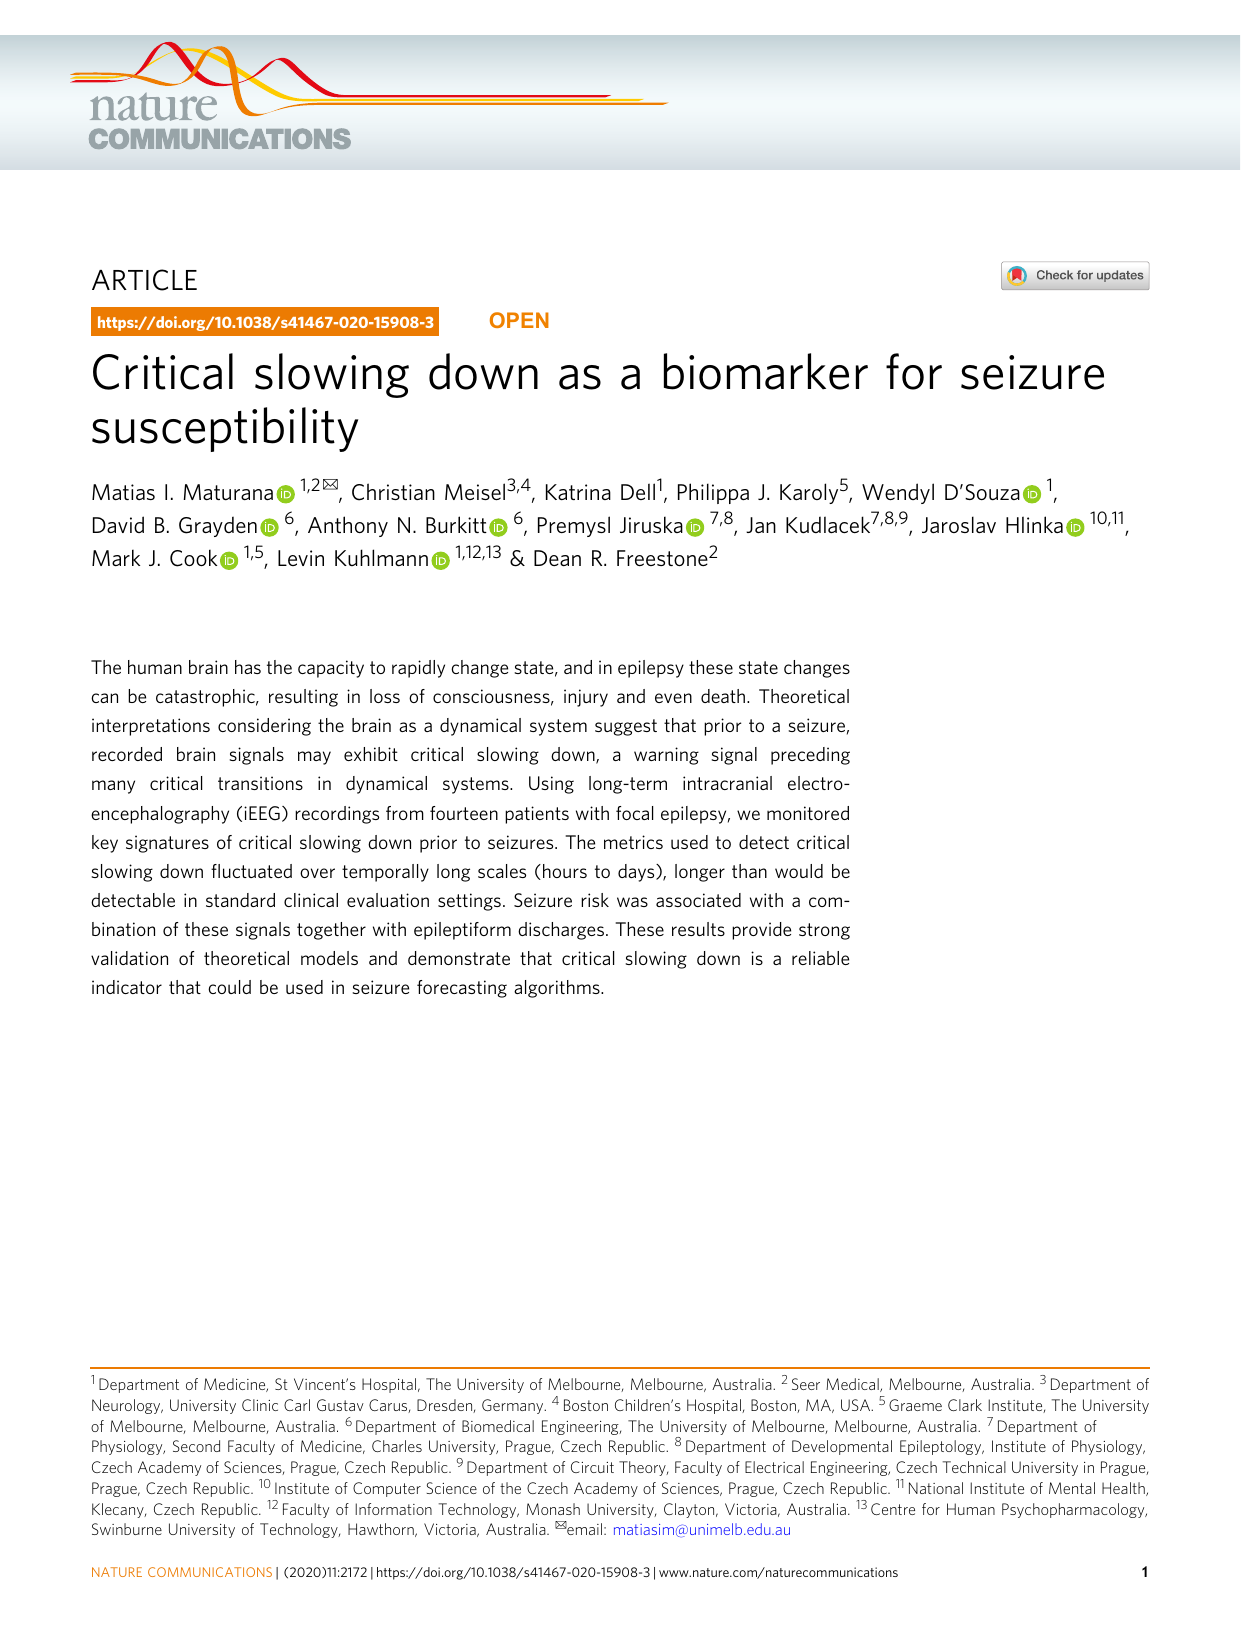 nature
COMMUNICATIONS
ARTICLE
Check for updates
https://doi.org/10.1038/s41467-020-15908-3
OPEN
Critical slowing down as a biomarker for seizure
susceptibility
Matias I. Maturana iD 1,2✉, Christian Meisel3,4, Katrina Dell1, Philippa J. Karoly5, Wendyl D’Souza iD 1,
David B. Grayden iD 6, Anthony N. Burkitt iD 6, Premysl Jiruska iD 7,8, Jan Kudlacek7,8,9, Jaroslav Hlinka iD 10,11,
Mark J. Cook iD 1,5, Levin Kuhlmann iD 1,12,13 & Dean R. Freestone2
The human brain has the capacity to rapidly change state, and in epilepsy these state changes
can be catastrophic, resulting in loss of consciousness, injury and even death. Theoretical
interpretations considering the brain as a dynamical system suggest that prior to a seizure,
recorded brain signals may exhibit critical slowing down, a warning signal preceding
many critical transitions in dynamical systems. Using long-term intracranial electro-
encephalography (iEEG) recordings from fourteen patients with focal epilepsy, we monitored
key signatures of critical slowing down prior to seizures. The metrics used to detect critical
slowing down fluctuated over temporally long scales (hours to days), longer than would be
detectable in standard clinical evaluation settings. Seizure risk was associated with a com-
bination of these signals together with epileptiform discharges. These results provide strong
validation of theoretical models and demonstrate that critical slowing down is a reliable
indicator that could be used in seizure forecasting algorithms.
1 Department of Medicine, St Vincent’s Hospital, The University of Melbourne, Melbourne, Australia. 2 Seer Medical, Melbourne, Australia. 3 Department of
Neurology, University Clinic Carl Gustav Carus, Dresden, Germany. 4 Boston Children’s Hospital, Boston, MA, USA. 5 Graeme Clark Institute, The University
of Melbourne, Melbourne, Australia. 6 Department of Biomedical Engineering, The University of Melbourne, Melbourne, Australia. 7 Department of
Physiology, Second Faculty of Medicine, Charles University, Prague, Czech Republic. 8 Department of Developmental Epileptology, Institute of Physiology,
Czech Academy of Sciences, Prague, Czech Republic. 9 Department of Circuit Theory, Faculty of Electrical Engineering, Czech Technical University in Prague,
Prague, Czech Republic. 10 Institute of Computer Science of the Czech Academy of Sciences, Prague, Czech Republic. 11 National Institute of Mental Health,
Klecany, Czech Republic. 12 Faculty of Information Technology, Monash University, Clayton, Victoria, Australia. 13 Centre for Human Psychopharmacology,
Swinburne University of Technology, Hawthorn, Victoria, Australia. ✉email: matiasim@unimelb.edu.au
NATURE COMMUNICATIONS | (2020)11:2172 | https://doi.org/10.1038/s41467-020-15908-3 | www.nature.com/naturecommunications 1